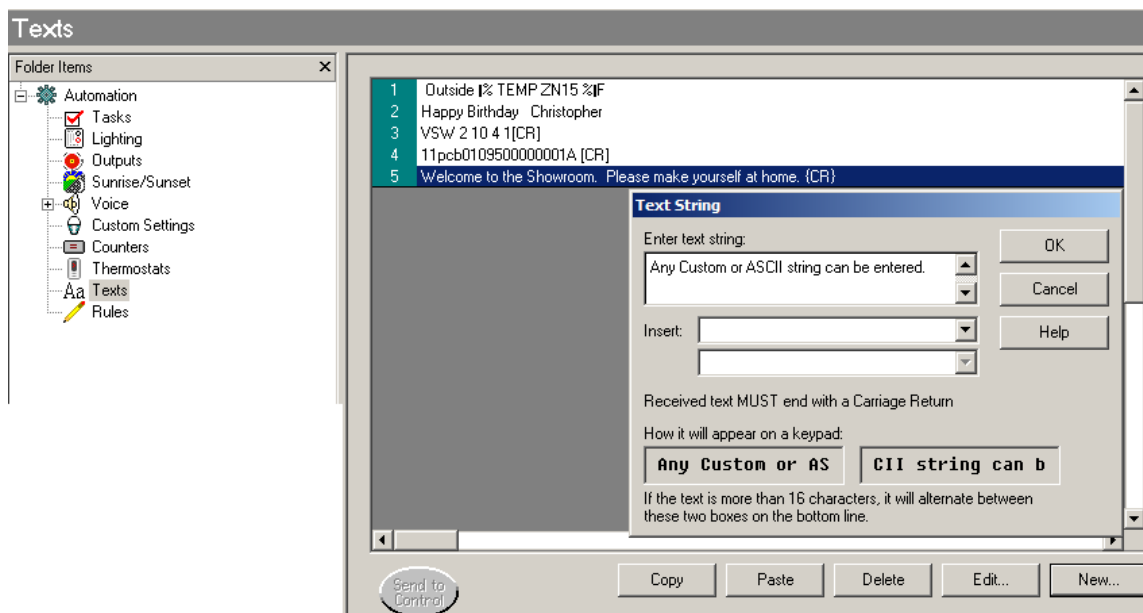 Texts
Folder Items
Automation
Tasks
Lighting
Outputs
Sunrise/Sunset
Voice
Custom Settings
Counters
Thermostats
Aa Texts
Rules
1 Outside |% TEMP ZN15 %|F
2 Happy Birthday Christopher
3 VSW 2 10 4 1[CR]
4 11pcb0109500000001A [CR]
5 Welcome to the Showroom. Please make yourself at home. {CR}
Text String
Enter text string:
Any Custom or ASCII string can be entered.
OK
Cancel
Insert:
Help
Received text MUST end with a Carriage Return
How it will appear on a keypad:
Any Custom or AS CII string can b
If the text is more than 16 characters, it will alternate between
these two boxes on the bottom line.
Send to
Control
Copy Paste Delete Edit... New...